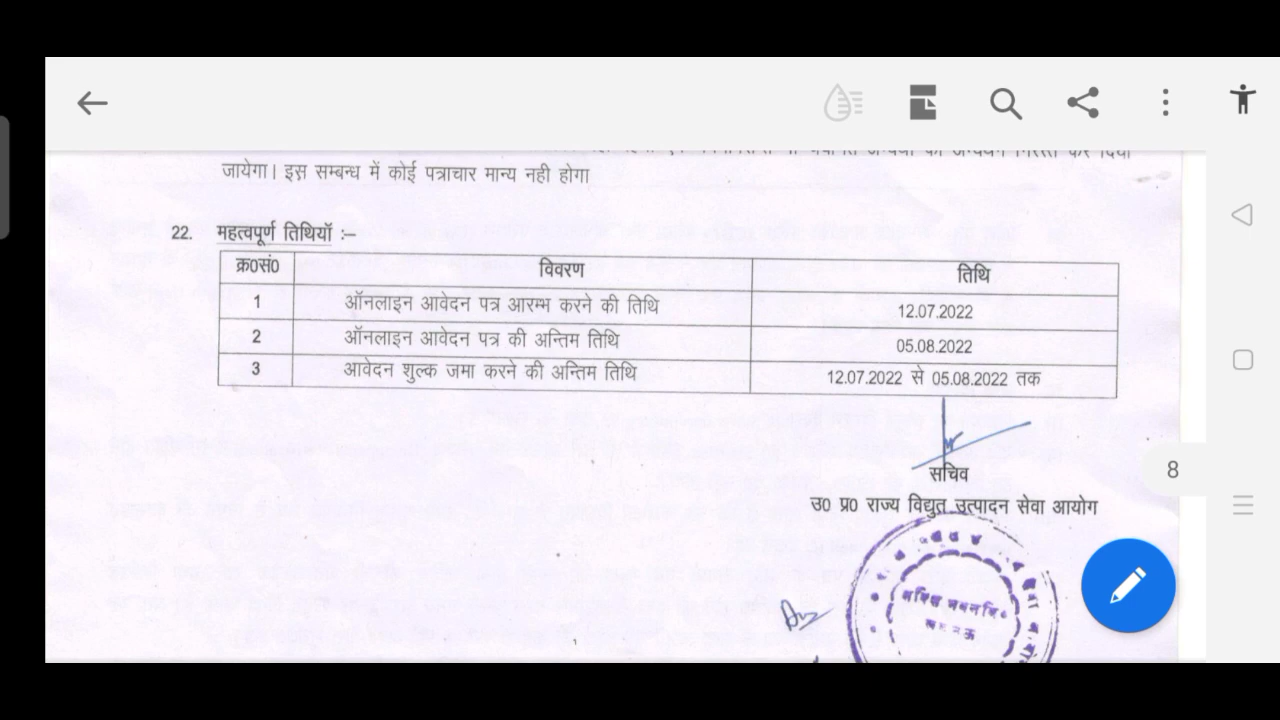 जायेगा। इस सम्बन्ध में कोई पत्राचार मान्य नही होगा
22. महत्वपूर्ण तिथियॉ :–
क्र0सं0 विवरण तिथि
1 ऑनलाइन आवेदन पत्र आरम्भ करने की तिथि 12.07.2022
2 ऑनलाइन आवेदन पत्र की अन्तिम तिथि 05.08.2022
3 आवेदन शुल्क जमा करने की अन्तिम तिथि 12.07.2022 से 05.08.2022 तक
सचिव
8
उ0 प्र0 राज्य विद्युत उत्पादन सेवा आयोग